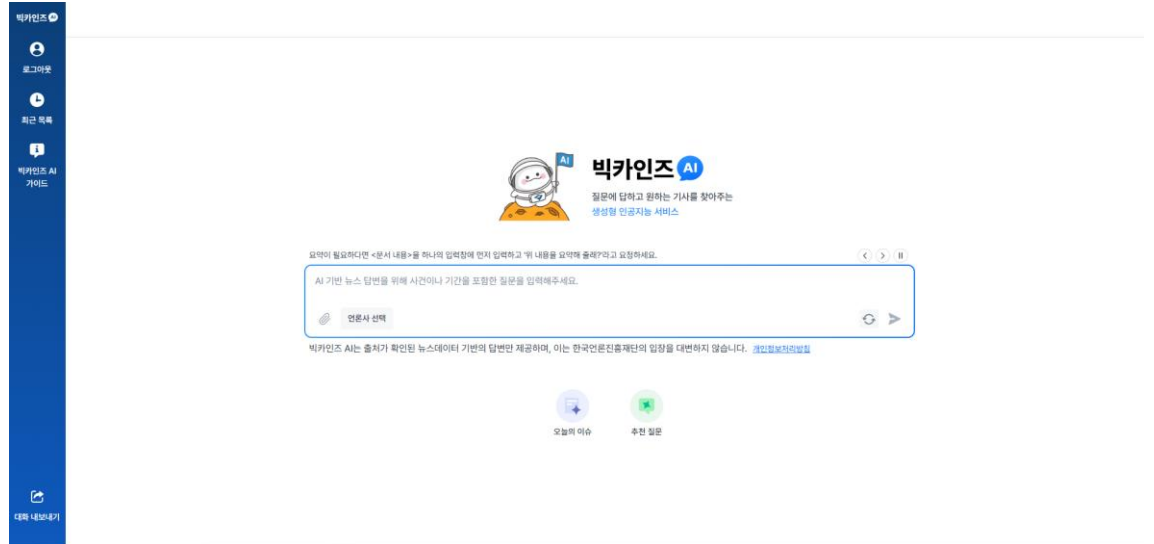 빅카인즈 AI
로그아웃
최근 목록
빅카인즈 AI
가이드
대화 내보내기
AI
빅카인즈 AI
질문에 답하고 원하는 기사를 찾아주는
생성형 인공지능 서비스
요약이 필요하다면 <문서 내용>을 하나의 입력창에 먼저 입력하고 '위 내용을 요약해 줄래?'라고 요청하세요.
AI 기반 뉴스 답변을 위해 사건이나 기간을 포함한 질문을 입력해주세요.
언론사 선택
빅카인즈 AI는 출처가 확인된 뉴스데이터 기반의 답변만 제공하며, 이는 한국언론진흥재단의 입장을 대변하지 않습니다. 개인정보처리방침
오늘의 이슈
추천 질문